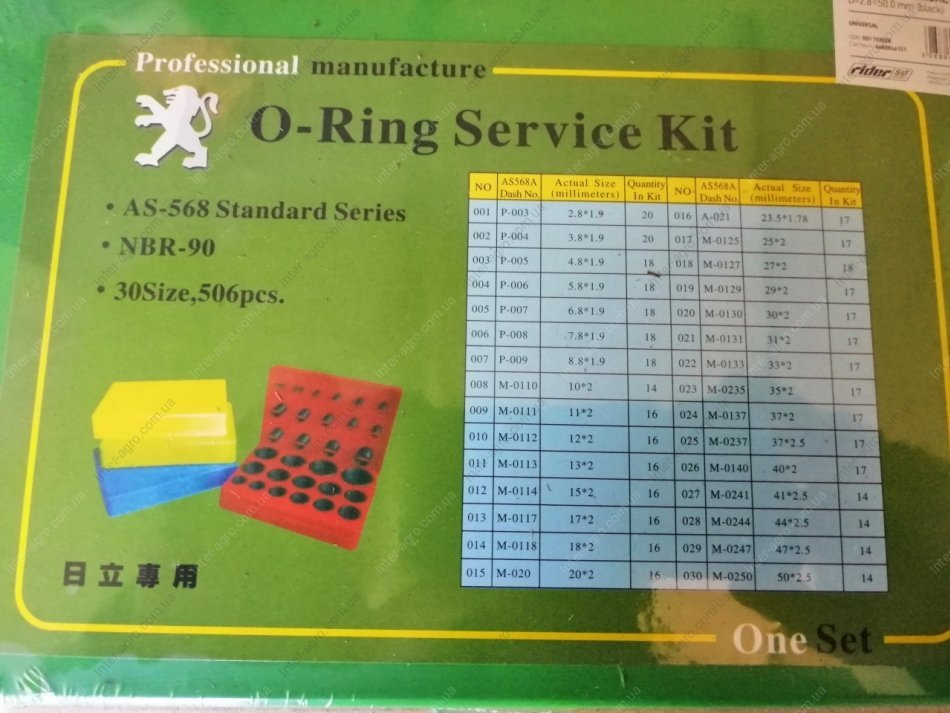 D=2.8÷50.0 mm (black)
UNIVERSAL
rider
Professional manufacture
O-Ring Service Kit
• AS-568 Standard Series
• NBR-90
• 30Size,506pcs.
NO AS568A Dash No. Actual Size (millimeters) Quantity In Kit NO AS568A Dash No. Actual Size (millimeters) Quantity In Kit
001 P-003 2.8*1.9 20 016 A-021 23.5*1.78 17
002 P-004 3.8*1.9 20 017 M-0125 25*2 17
003 P-005 4.8*1.9 18 018 M-0127 27*2 18
004 P-006 5.8*1.9 18 019 M-0129 29*2 17
005 P-007 6.8*1.9 18 020 M-0130 30*2 17
006 P-008 7.8*1.9 18 021 M-0131 31*2 17
007 P-009 8.8*1.9 18 022 M-0133 33*2 17
008 M-0110 10*2 14 023 M-0235 35*2 17
009 M-0111 11*2 16 024 M-0137 37*2 17
010 M-0112 12*2 16 025 M-0237 37*2.5 17
011 M-0113 13*2 16 026 M-0140 40*2 17
012 M-0114 15*2 16 027 M-0241 41*2.5 14
013 M-0117 17*2 16 028 M-0244 44*2.5 14
014 M-0118 18*2 16 029 M-0247 47*2.5 14
015 M-020 20*2 16 030 M-0250 50*2.5 14
日立専用
One Set
inter-agro.com.ua